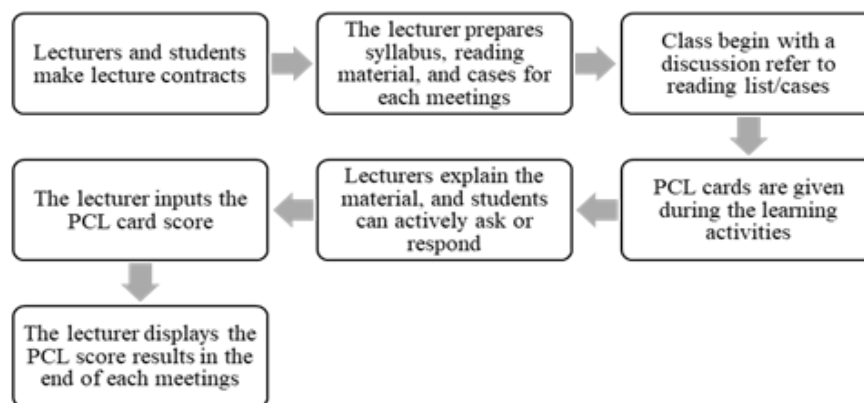 Lecturers and students
make lecture contracts
The lecturer prepares
syllabus, reading
material, and cases for
each meetings
Class begin with a
discussion refer to
reading list/cases
PCL cards are given
during the learning
activities
Lecturers explain the
material, and students
can actively ask or
respond
The lecturer inputs the
PCL card score
The lecturer displays the
PCL score results in the
end of each meetings